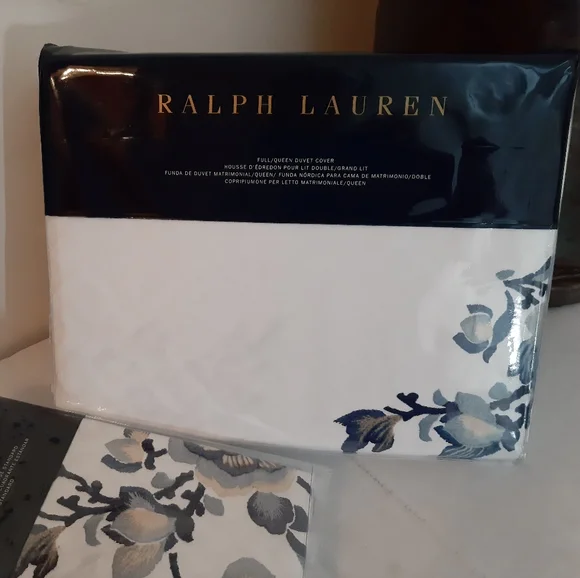 RALPH LAUREN
FULL/QUEEN DUVET COVER
HOUSSE D'ÉDREDON POUR LIT DOUBLE/GRAND LIT
FUNDA DE DUVET MATRIMONIAL/QUEEN/ FUNDA NÓRDICA PARA CAMA DE MATRIMONIO/DOBLE
COPRIPIUMONE PER LETTO MATRIMONIALE/QUEEN